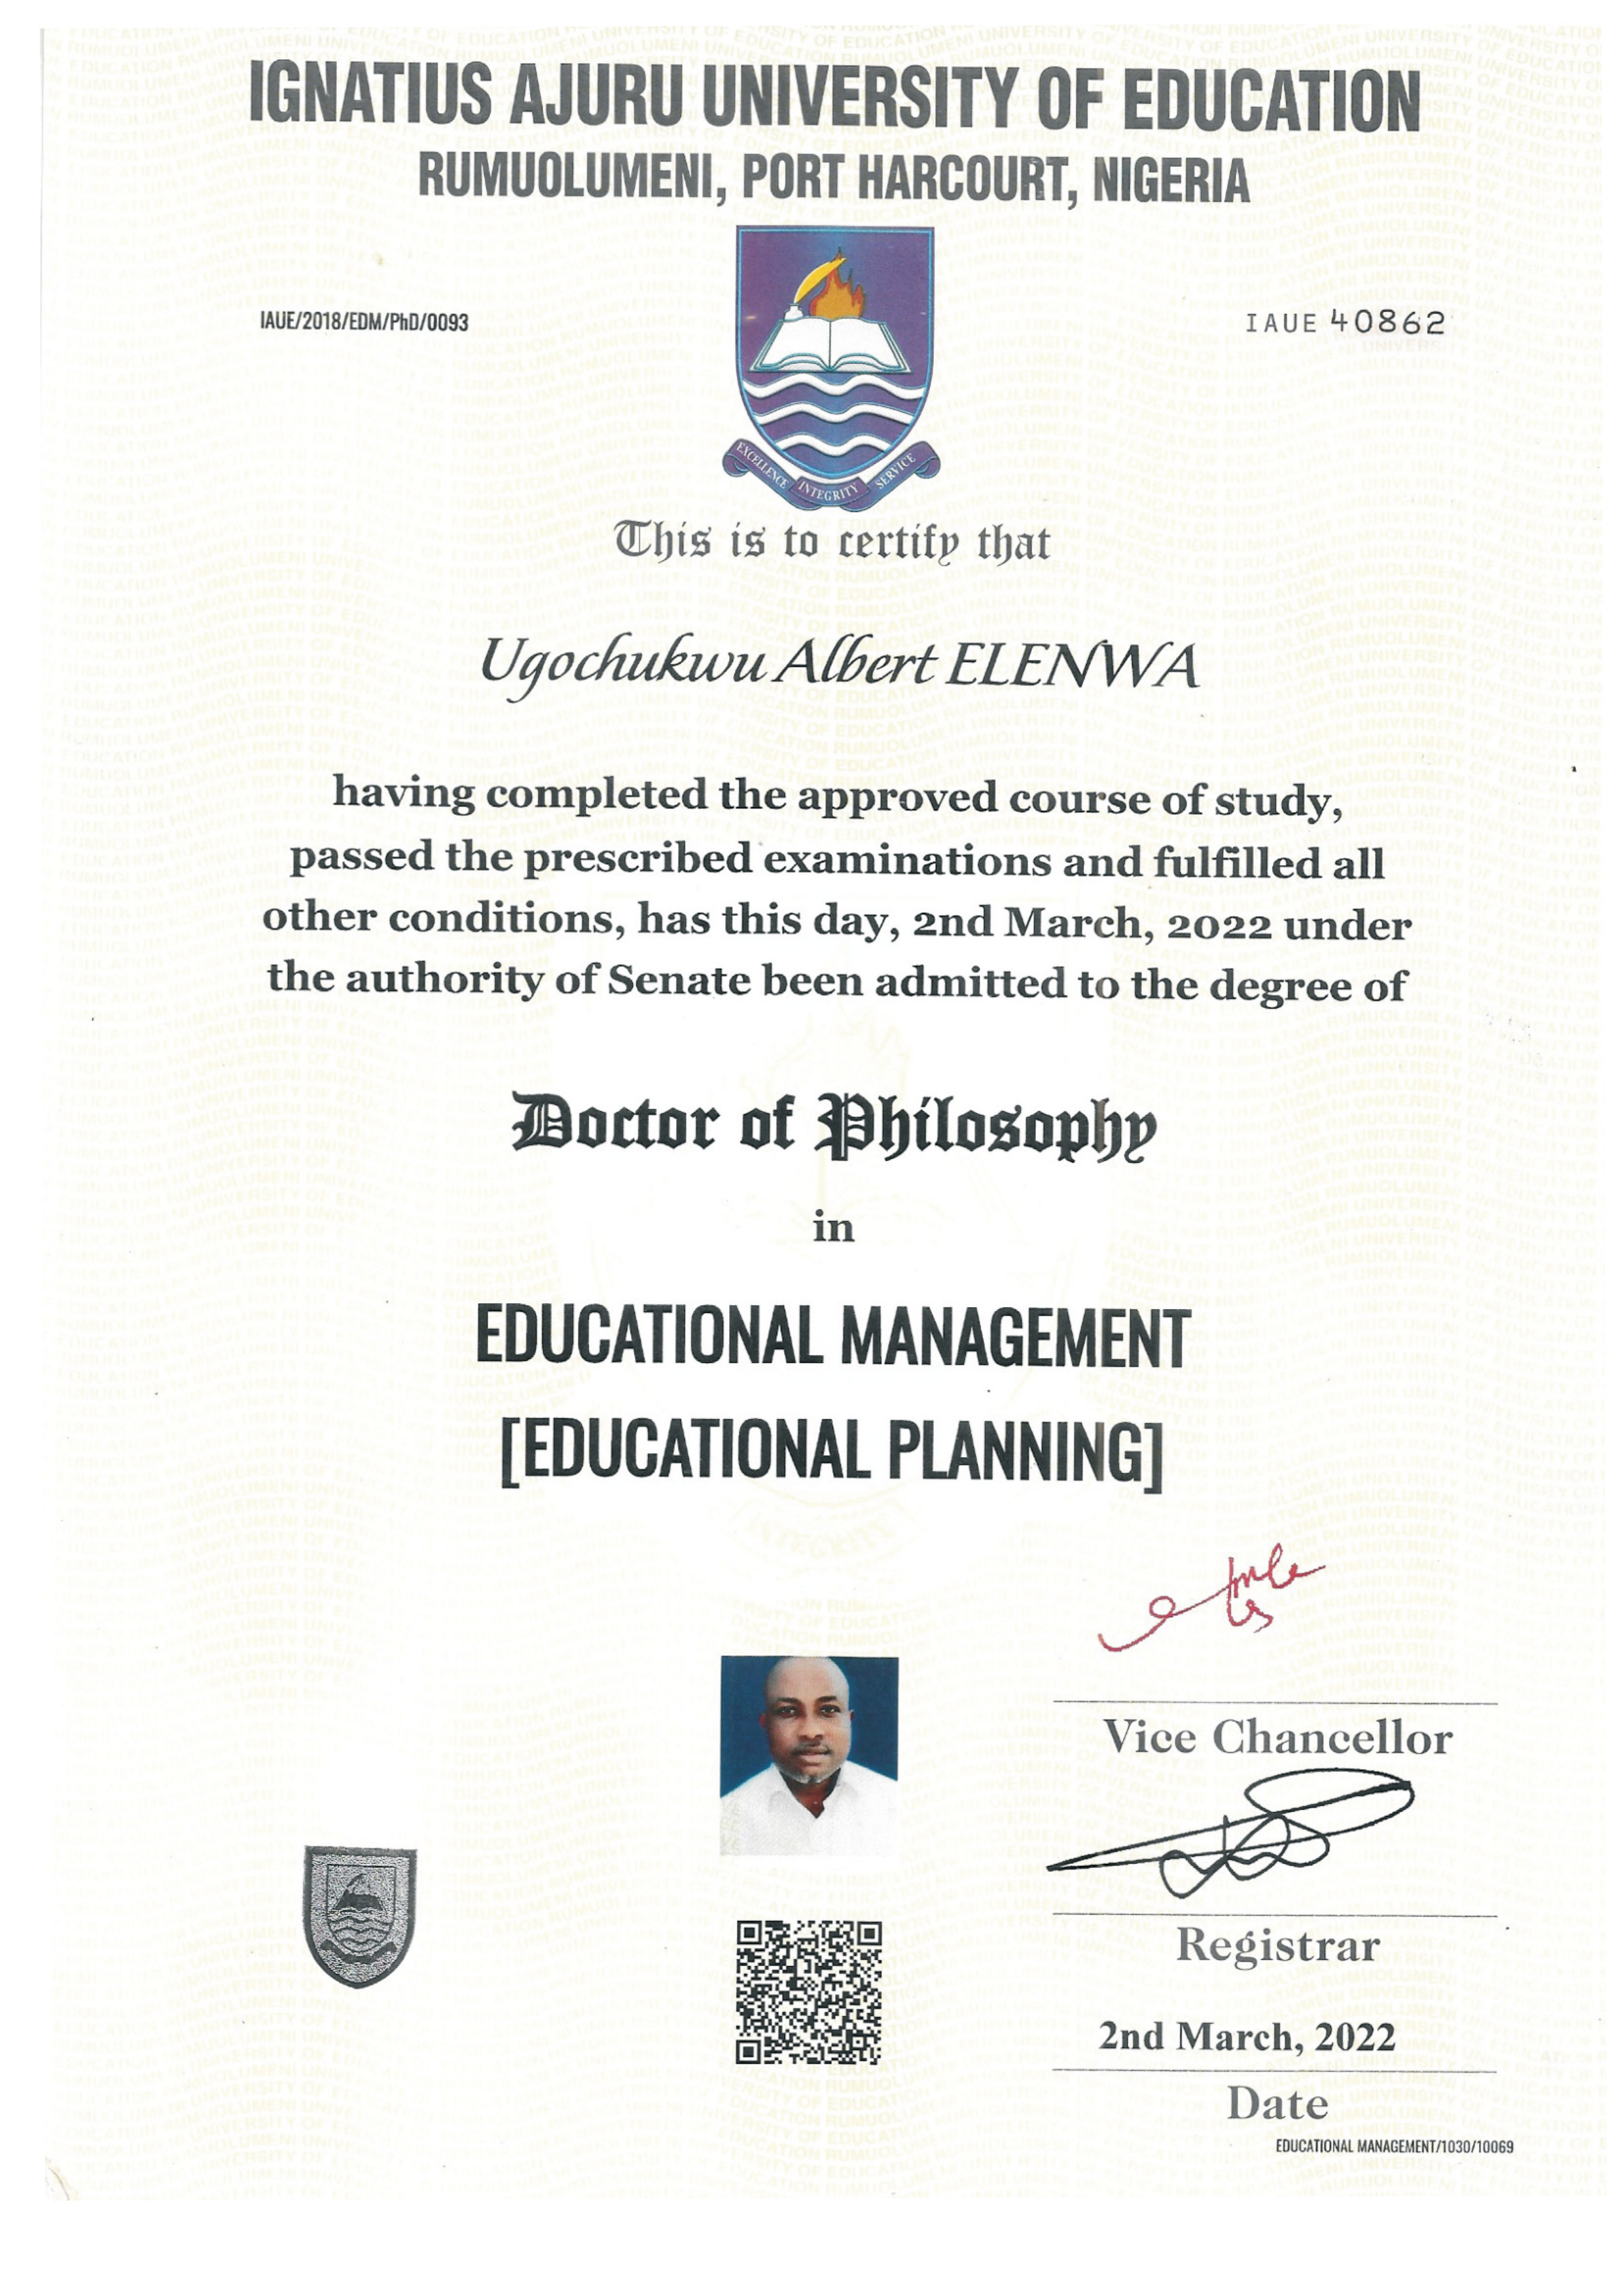 IGNATIUS AJURU UNIVERSITY OF EDUCATION
RUMUOLUMENI, PORT HARCOURT, NIGERIA
IAUE/2018/EDM/PhD/0093
IAUE 40862
EXCELLENCE INTEGRITY SERVICE
This is to certify that
Ugochukwu Albert ELENWA
having completed the approved course of study,
passed the prescribed examinations and fulfilled all
other conditions, has this day, 2nd March, 2022 under
the authority of Senate been admitted to the degree of
Doctor of Philosophy
in
EDUCATIONAL MANAGEMENT
[EDUCATIONAL PLANNING]
Vice Chancellor
Registrar
2nd March, 2022
Date
EDUCATIONAL MANAGEMENT/1030/10069